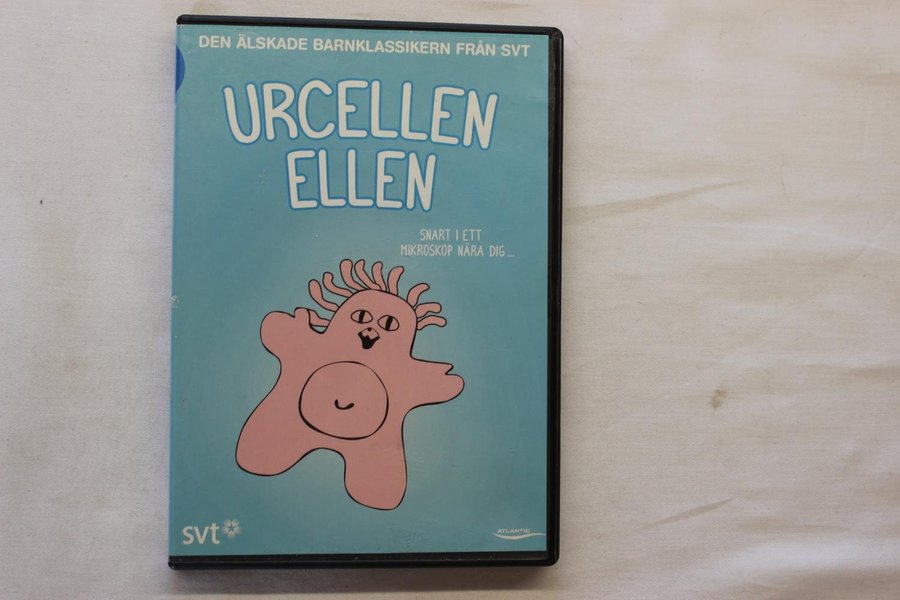 DEN ÄLSKADE BARNKLASSIKERN FRÅN SVT
URCELLEN
ELLEN
SNART I ETT
MIKROSKOP NÄRA DIG...
svt
ATLANTIC